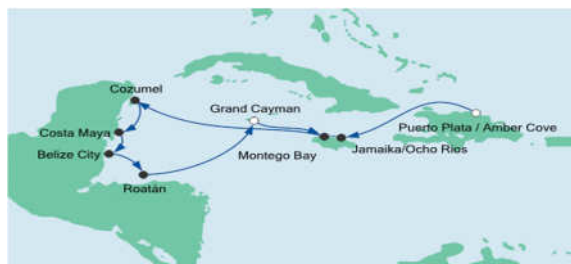 Cozumel
Grand Cayman
Costa Maya
Puerto Plata / Amber Cove
Belize City
Montego Bay
Jamaika/Ocho Rios
Roatán